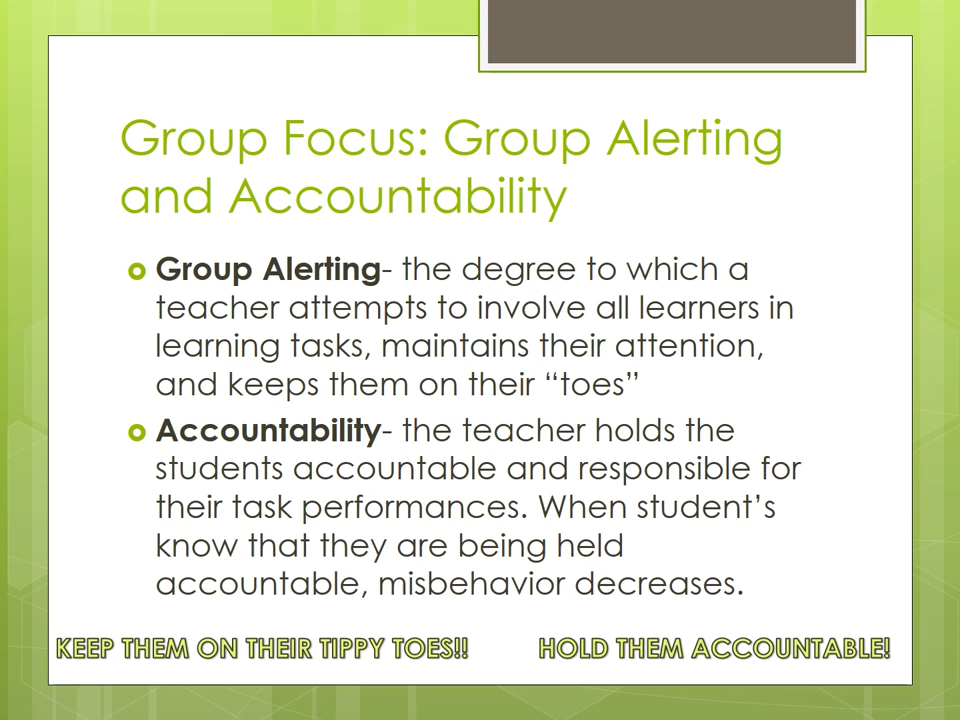 Group Focus: Group Alerting
and Accountability
Group Alerting- the degree to which a
teacher attempts to involve all learners in
learning tasks, maintains their attention,
and keeps them on their “toes”
Accountability- the teacher holds the
students accountable and responsible for
their task performances. When student’s
know that they are being held
accountable, misbehavior decreases.
KEEP THEM ON THEIR TIPPY TOES!! HOLD THEM ACCOUNTABLE!